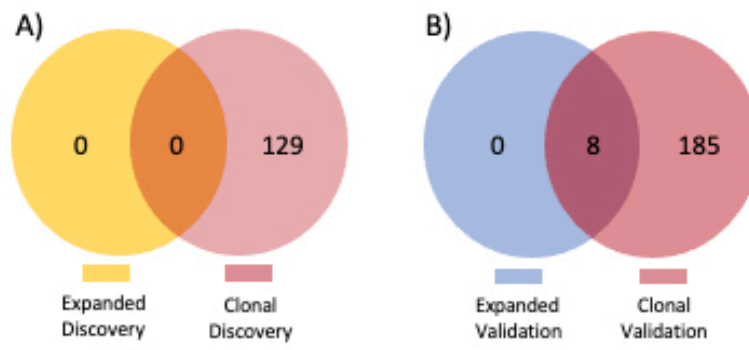 A)
B)
0
0
129
0
8
185
Expanded
Discovery
Clonal
Discovery
Expanded
Validation
Clonal
Validation